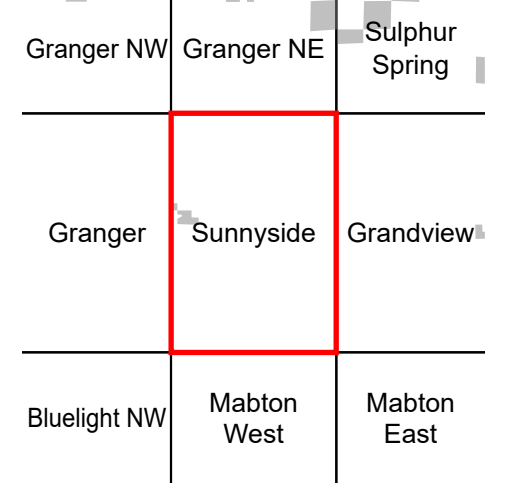 Granger NW
Granger NE
Sulphur
Spring
Granger
Sunnyside
Grandview
Bluelight NW
Mabton
West
Mabton
East